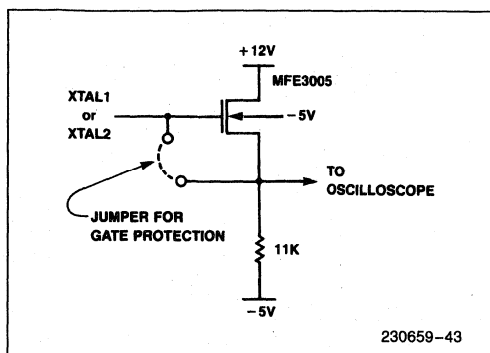 +12V
MFE3005
XTAL1
or
XTAL2
−5V
TO
OSCILLOSCOPE
JUMPER FOR
GATE PROTECTION
11K
−5V
230659–43